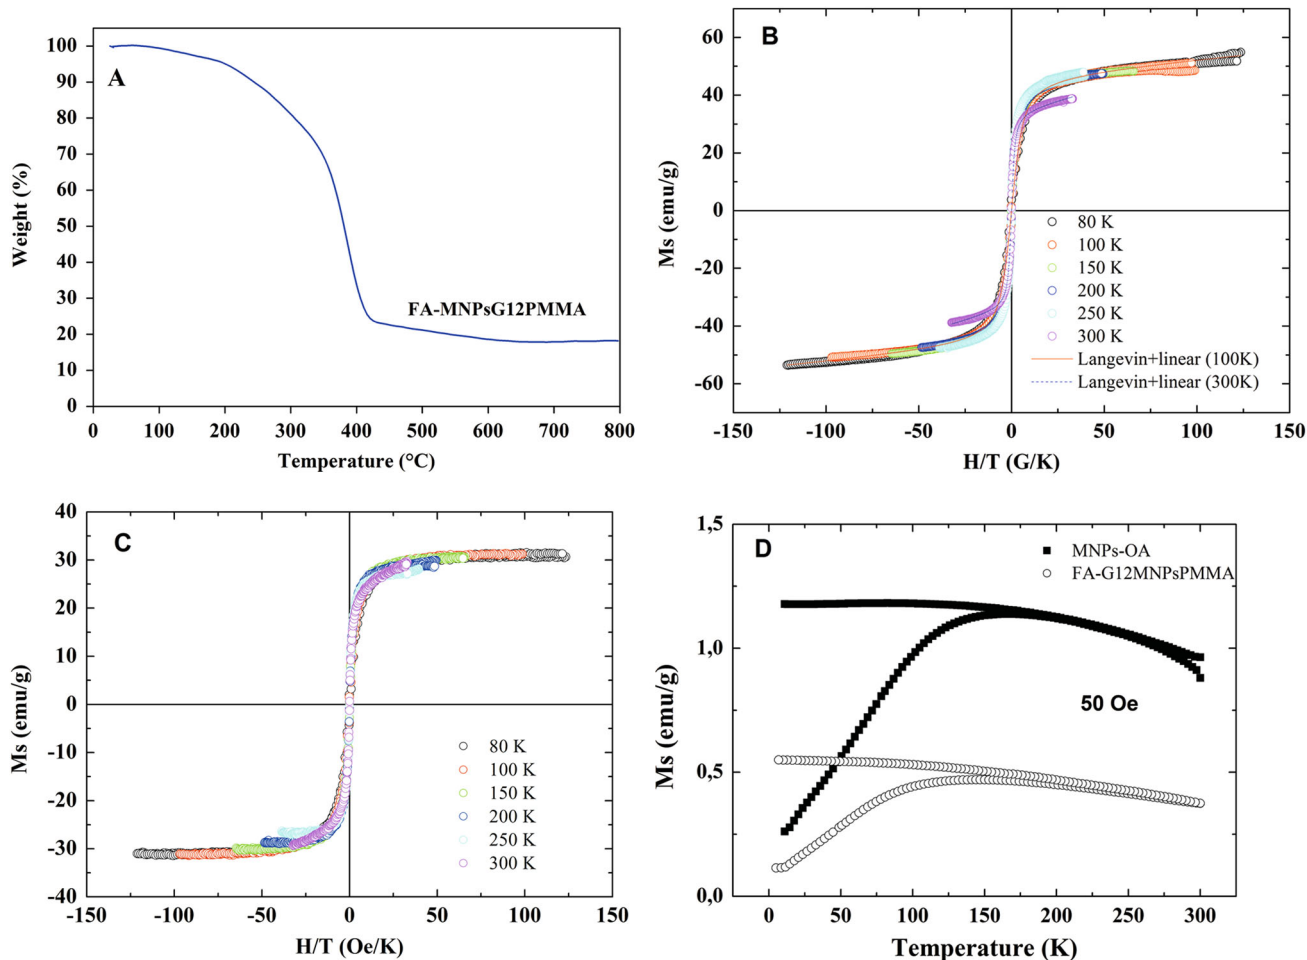 A
Weight (%)
100
90
80
70
60
50
40
30
20
10
0
FA-MNPsG12PMMA
0 100 200 300 400 500 600 700 800
Temperature (°C)
B
Ms (emu/g)
60
40
20
0
-20
-40
-60
80 K
100 K
150 K
200 K
250 K
300 K
Langevin+linear (100K)
Langevin+linear (300K)
-150 -100 -50 0 50 100 150
H/T (G/K)
C
Ms (emu/g)
40
30
20
10
0
-10
-20
-30
-40
80 K
100 K
150 K
200 K
250 K
300 K
-150 -100 -50 0 50 100 150
H/T (Oe/K)
D
Ms (emu/g)
1,5
1,0
0,5
0,0
MNPs-OA
FA-G12MNPsPMMA
50 Oe
0 50 100 150 200 250 300
Temperature (K)